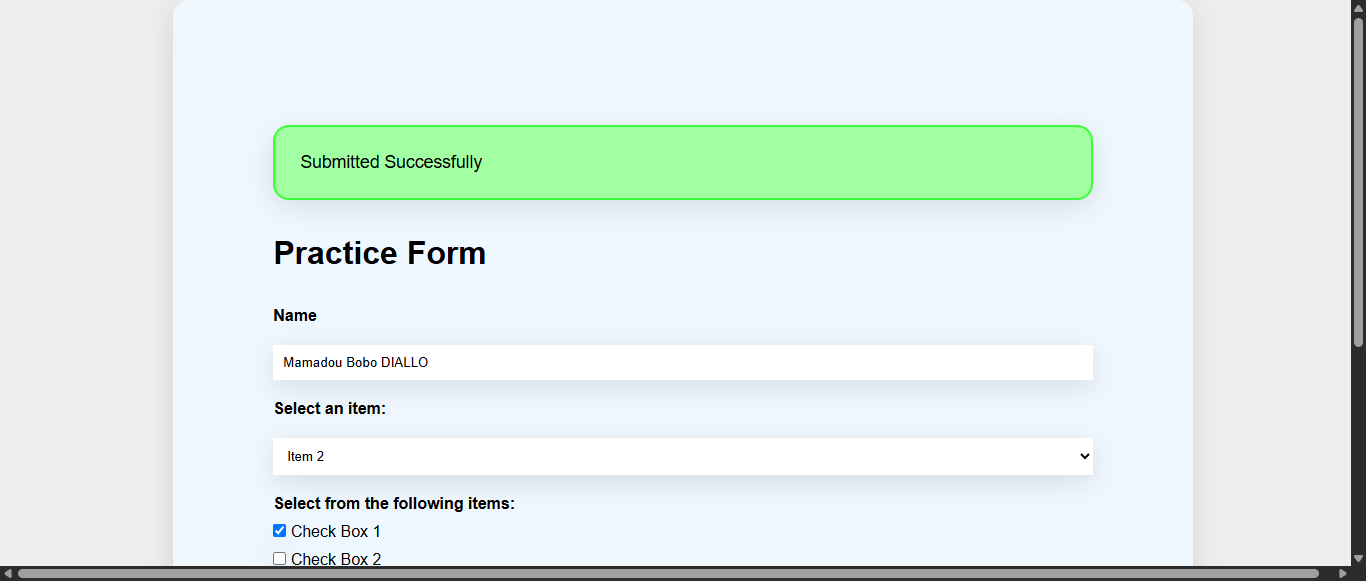 Submitted Successfully
Practice Form
Name
Mamadou Bobo DIALLO
Select an item:
Item 2
Select from the following items:
Check Box 1
Check Box 2